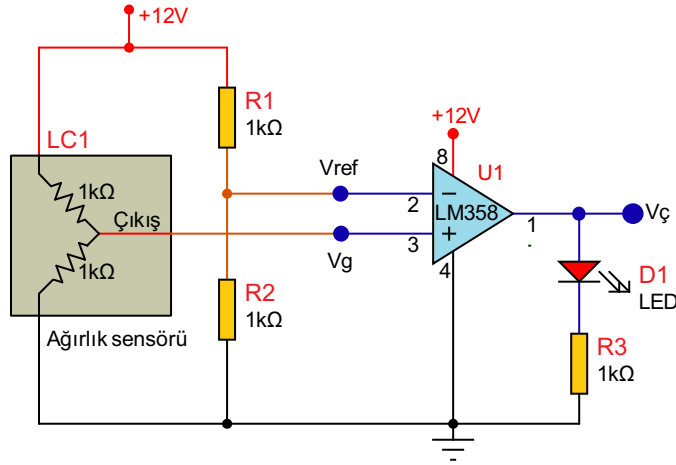 +12V
R1
1kΩ
LC1
1kΩ
Çıkış
1kΩ
Ağırlık sensörü
R2
1kΩ
Vref
Vg
+12V
8
U1
2
LM358
3
1
4
Vç
D1
LED
R3
1kΩ